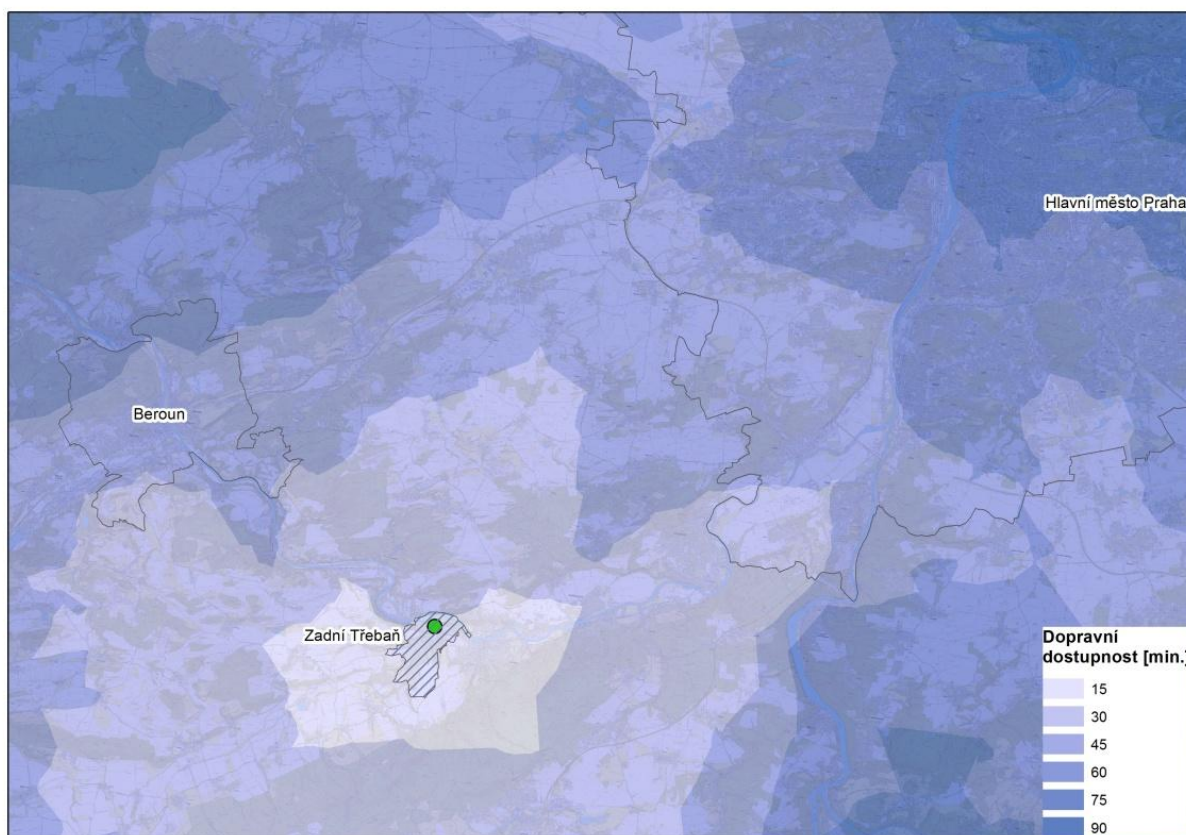 Hlavní město Praha
Beroun
Zadní Třebaň
Dopravní
dostupnost [min.]
15
30
45
60
75
90